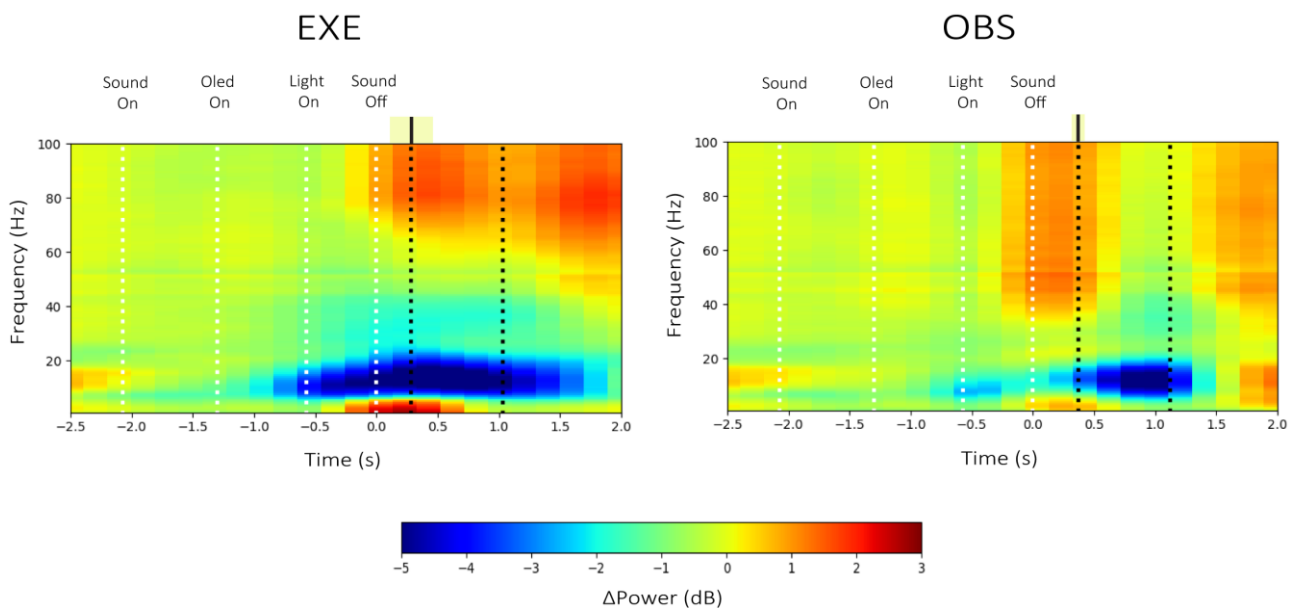 EXE
OBS
Sound Oled Light Sound
On On On Off
Sound Oled Light Sound
On On On Off
100
80
60
40
20
Frequency (Hz)
−2.5 −2.0 −1.5 −1.0 −0.5 0.0 0.5 1.0 1.5 2.0
Time (s)
100
80
60
40
20
Frequency (Hz)
−2.5 −2.0 −1.5 −1.0 −0.5 0.0 0.5 1.0 1.5 2.0
Time (s)
−5 −4 −3 −2 −1 0 1 2 3
ΔPower (dB)